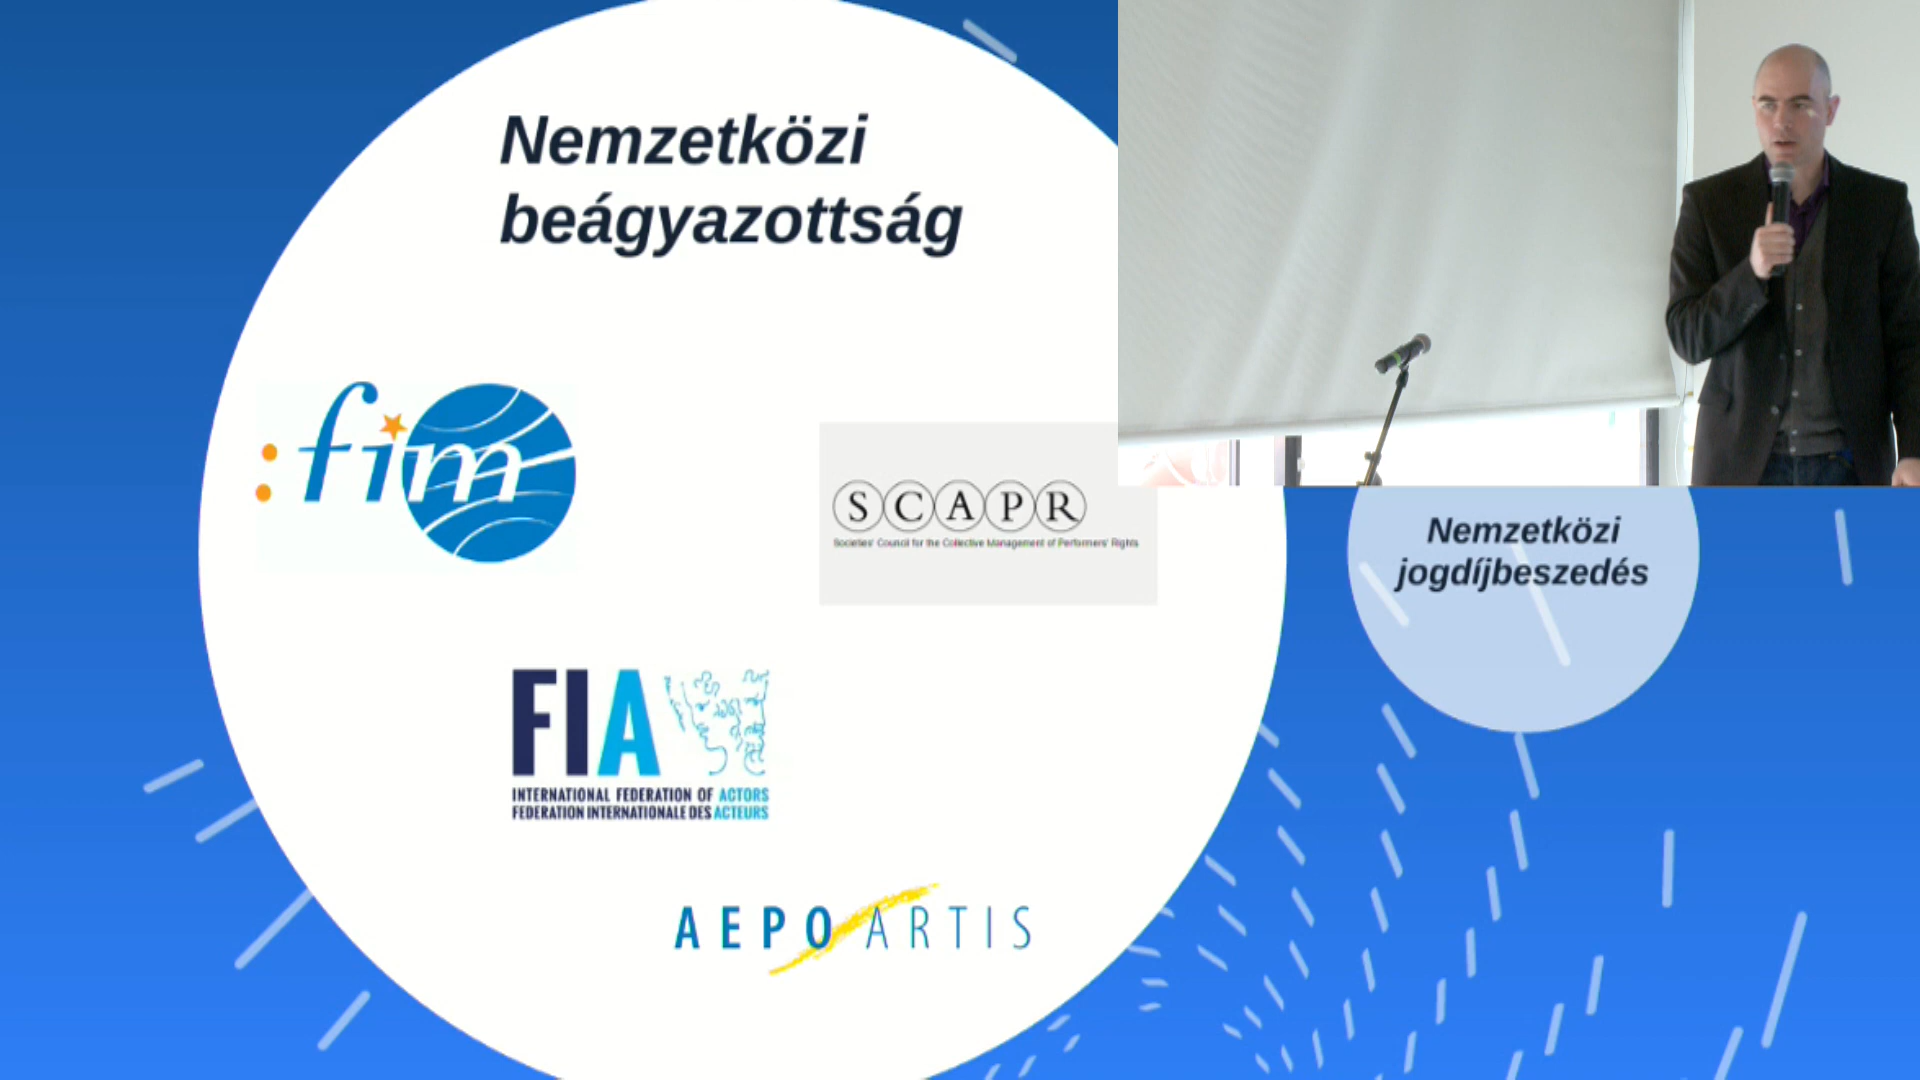 Nemzetközi
beágyazottság
:fim
SCAPR
Societies' Council for the Collective Management of Performers' Rights
Nemzetközi
jogdíjbeszedés
FIA
INTERNATIONAL FEDERATION OF ACTORS
FEDERATION INTERNATIONALE DES ACTEURS
AEPO ARTIS